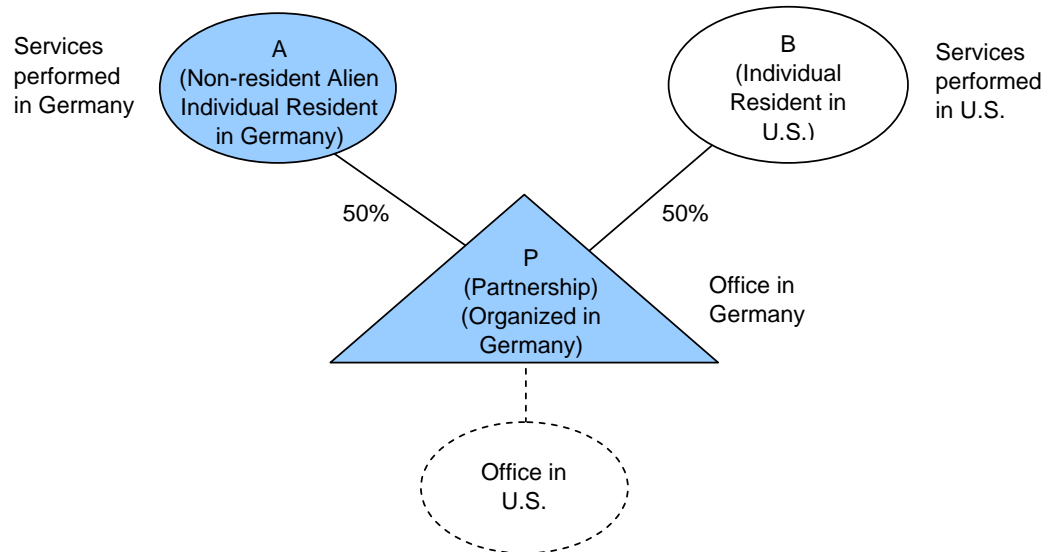 Services
performed
in Germany
A
(Non-resident Alien
Individual Resident
in Germany)
B
(Individual
Resident in
U.S.)
Services
performed
in U.S.
50%
50%
P
(Partnership)
(Organized in
Germany)
Office in
Germany
Office in
U.S.